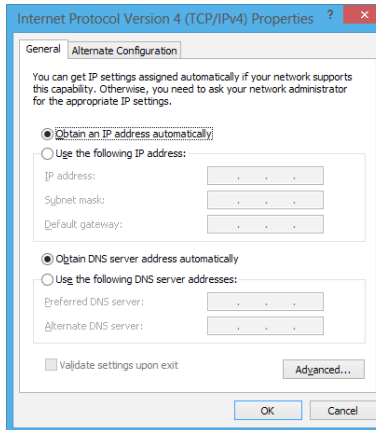 Internet Protocol Version 4 (TCP/IPv4) Properties ? ×
General Alternate Configuration
You can get IP settings assigned automatically if your network supports
this capability. Otherwise, you need to ask your network administrator
for the appropriate IP settings.
Obtain an IP address automatically
Use the following IP address:
IP address:
Subnet mask:
Default gateway:
Obtain DNS server address automatically
Use the following DNS server addresses:
Preferred DNS server:
Alternate DNS server:
Validate settings upon exit
Advanced...
OK Cancel